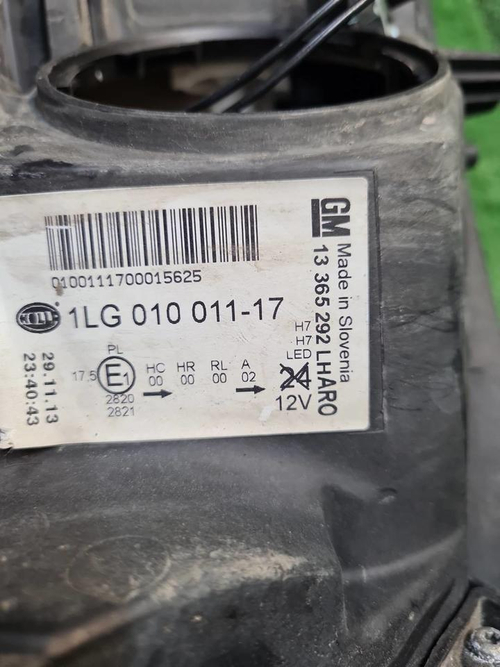 0100111700015625
HELLA 1LG 010 011-17
PL
17.5 E1
2820
2821
HC
00
HR
00
RL
00
A
02
H7
H7
LED
24
12V
29.11.13
23:40:43
GM
13 365 292 LHARO
Made in Slovenia